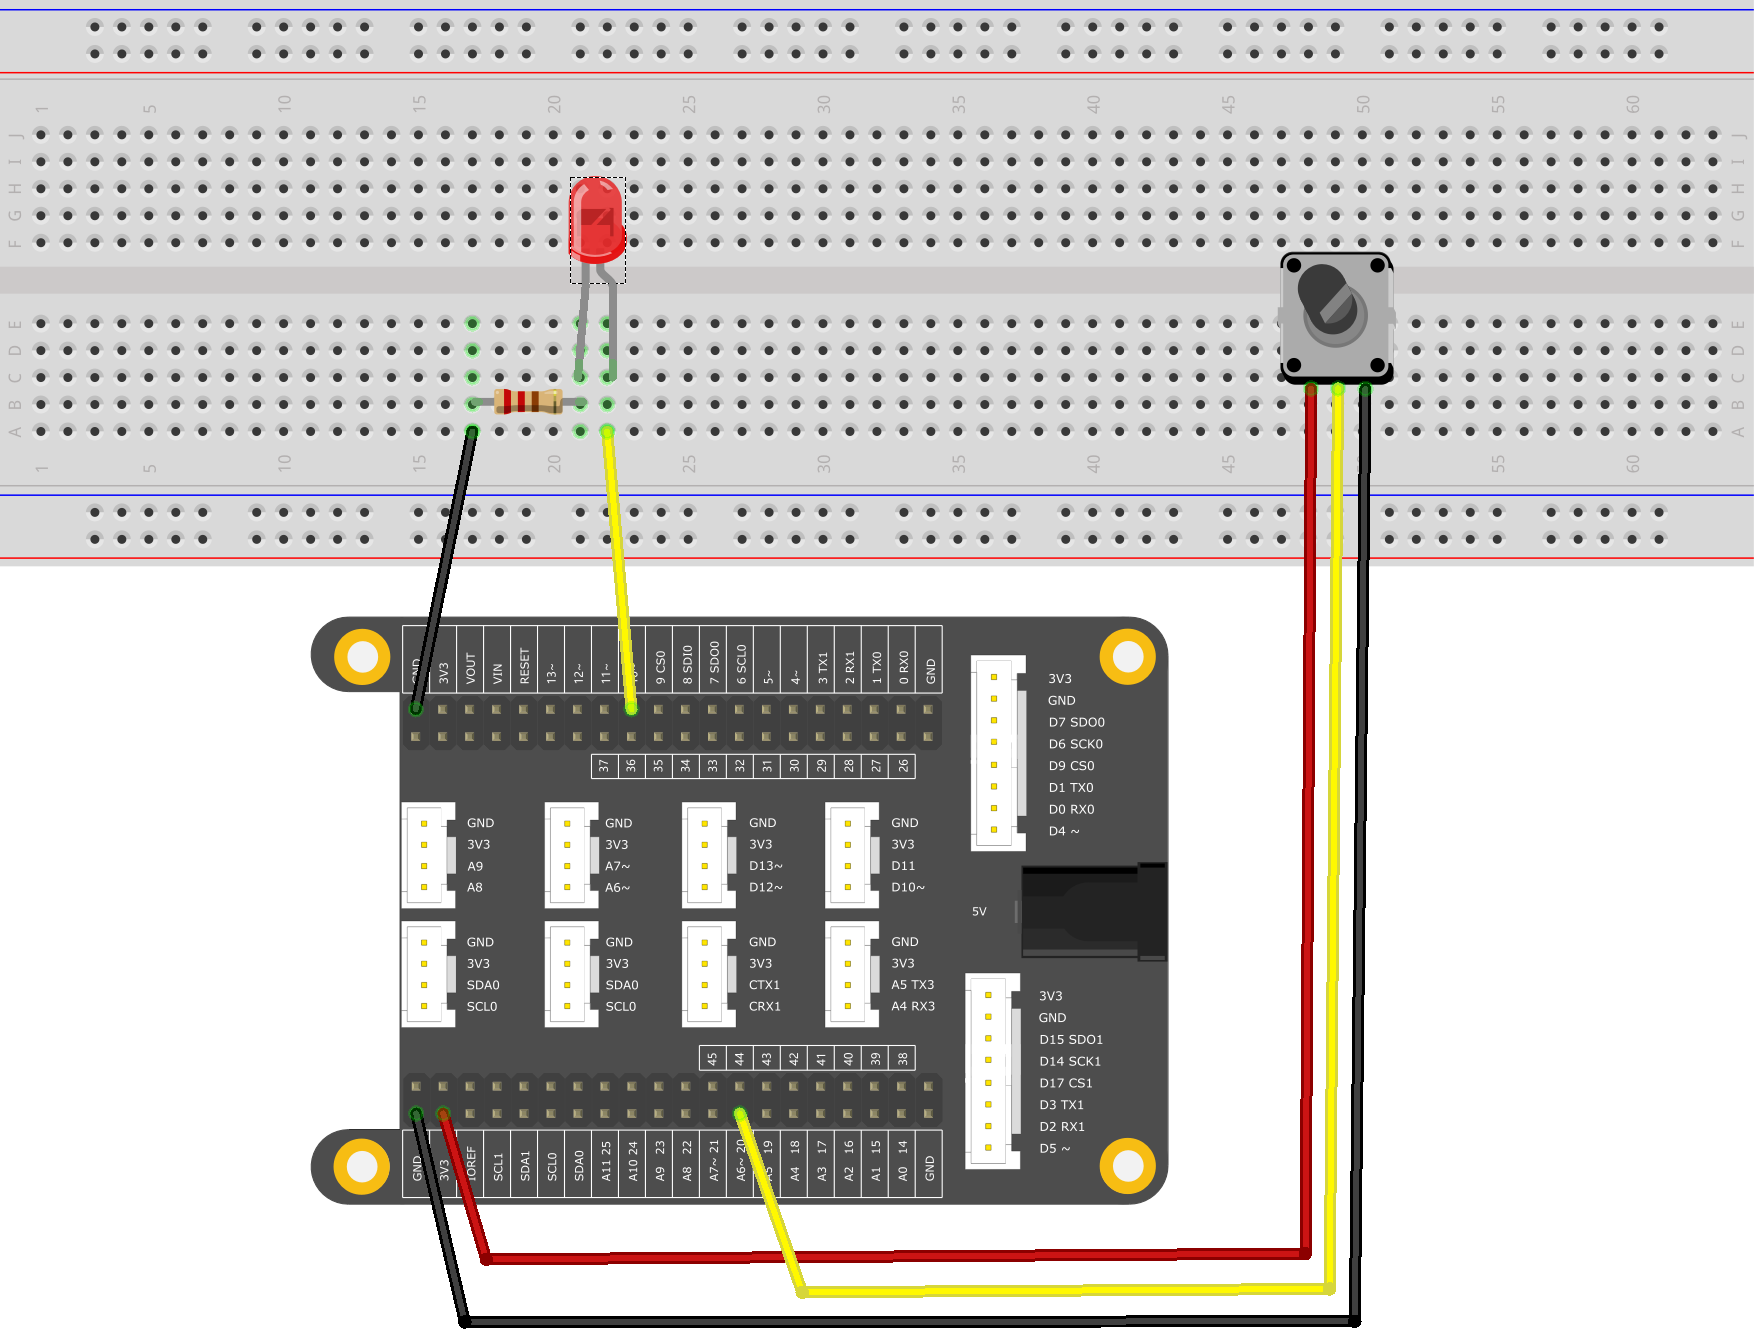 1 5 10 15 20 25 30 35 40 45 50 55 60
J J
I I
H H
G G
F F
E E
D D
C C
B B
A A
1 5 10 15 20 25 30 35 40 45 50 55 60
GND 3V3 VOUT VIN RESET 13~ 12~ 11~ 9 CS0 8 SDI0 7 SDO0 6 SCL0 5~ 4~ 3 TX1 2 RX1 1 TX0 0 RX0 GND
37 36 35 34 33 32 31 30 29 28 27 26
3V3
GND
D7 SDO0
D6 SCK0
D9 CS0
D1 TX0
D0 RX0
D4 ~
GND
3V3
A9
A8
GND
3V3
A7~
A6~
GND
3V3
D13~
D12~
GND
3V3
D11
D10~
5V
GND
3V3
SDA0
SCL0
GND
3V3
SDA0
SCL0
GND
3V3
CTX1
CRX1
GND
3V3
A5 TX3
A4 RX3
3V3
GND
D15 SDO1
D14 SCK1
D17 CS1
D3 TX1
D2 RX1
D5 ~
45 44 43 42 41 40 39 38
GND 3V3 IOREF SCL1 SDA1 SCL0 SDA0 A11 25 A10 24 A9 23 A8 22 A7~ 21 A6~ 20 A5 19 A4 18 A3 17 A2 16 A1 15 A0 14 GND